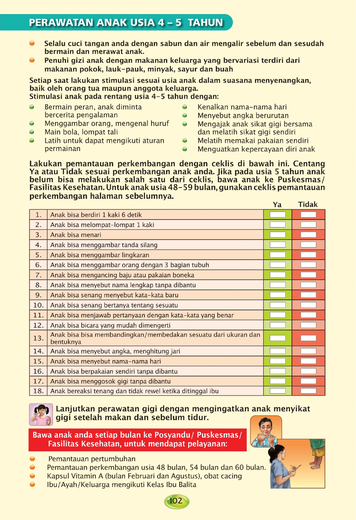 PERAWATAN ANAK USIA 4 – 5 TAHUN
Selalu cuci tangan anda dengan sabun dan air mengalir sebelum dan sesudah
bermain dan merawat anak.
Penuhi gizi anak dengan makanan keluarga yang bervariasi terdiri dari
makanan pokok, lauk-pauk, minyak, sayur dan buah
Setiap saat lakukan stimulasi sesuai usia anak dalam suasana menyenangkan,
baik oleh orang tua maupun anggota keluarga.
Stimulasi anak pada rentang usia 4-5 tahun dengan:
Bermain peran, anak diminta
bercerita pengalaman
Menggambar orang, mengenal huruf
Main bola, lompat tali
Latih untuk dapat mengikuti aturan
permainan
Kenalkan nama-nama hari
Menyebut angka berurutan
Mengajak anak sikat gigi bersama
dan melatih sikat gigi sendiri
Melatih memakai pakaian sendiri
Menguatkan kepercayaan diri anak
Lakukan pemantauan perkembangan dengan ceklis di bawah ini. Centang
Ya atau Tidak sesuai perkembangan anak anda. Jika pada usia 5 tahun anak
belum bisa melakukan salah satu dari ceklis, bawa anak ke Puskesmas/
Fasilitas Kesehatan. Untuk anak usia 48-59 bulan, gunakan ceklis pemantauan
perkembangan halaman sebelumnya.
Ya Tidak
1. Anak bisa berdiri 1 kaki 6 detik
2. Anak bisa melompat-lompat 1 kaki
3. Anak bisa menari
4. Anak bisa menggambar tanda silang
5. Anak bisa menggambar lingkaran
6. Anak bisa menggambar orang dengan 3 bagian tubuh
7. Anak bisa mengancing baju atau pakaian boneka
8. Anak bisa menyebut nama lengkap tanpa dibantu
9. Anak bisa senang menyebut kata-kata baru
10. Anak bisa senang bertanya tentang sesuatu
11. Anak bisa menjawab pertanyaan dengan kata-kata yang benar
12. Anak bisa bicara yang mudah dimengerti
13. Anak bisa bisa membandingkan/membedakan sesuatu dari ukuran dan
bentuknya
14. Anak bisa menyebut angka, menghitung jari
15. Anak bisa menyebut nama-nama hari
16. Anak bisa berpakaian sendiri tanpa dibantu
17. Anak bisa menggosok gigi tanpa dibantu
18. Anak bereaksi tenang dan tidak rewel ketika ditinggal ibu
Lanjutkan perawatan gigi dengan mengingatkan anak menyikat
gigi setelah makan dan sebelum tidur.
Bawa anak anda setiap bulan ke Posyandu/ Puskesmas/
Fasilitas Kesehatan, untuk mendapat pelayanan:
Pemantauan pertumbuhan
Pemantauan perkembangan usia 48 bulan, 54 bulan dan 60 bulan.
Kapsul Vitamin A (bulan Februari dan Agustus), obat cacing
Ibu/Ayah/Keluarga mengikuti Kelas Ibu Balita
102